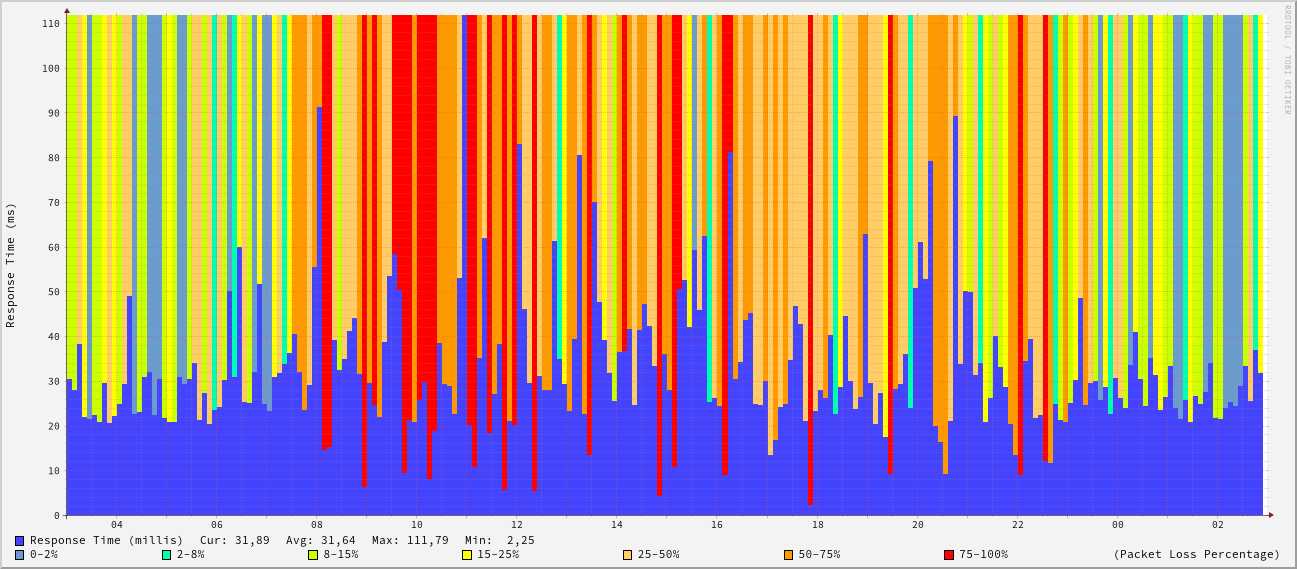 RRDTOOL / TOBI OETIKER
Response Time (ms)
110
100
90
80
70
60
50
40
30
20
10
0
04 06 08 10 12 14 16 18 20 22 00 02
Response Time (millis) Cur: 31,89 Avg: 31,64 Max: 111,79 Min: 2,25
0-2% 2-8% 8-15% 15-25% 25-50% 50-75% 75-100% (Packet Loss Percentage)